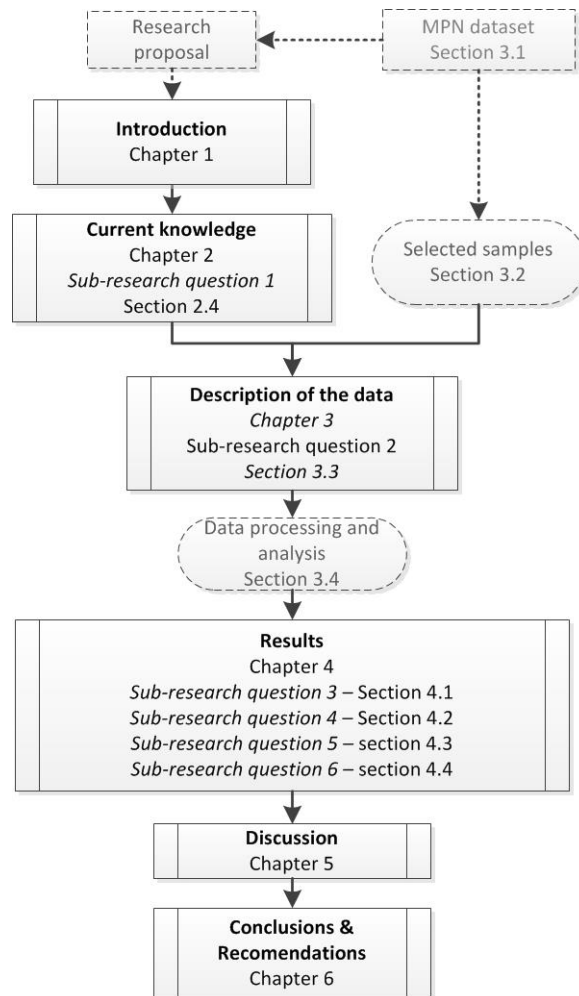 Research
proposal
MPN dataset
Section 3.1
Introduction
Chapter 1
Current knowledge
Chapter 2
Sub-research question 1
Section 2.4
Selected samples
Section 3.2
Description of the data
Chapter 3
Sub-research question 2
Section 3.3
Data processing and
analysis
Section 3.4
Results
Chapter 4
Sub-research question 3 – Section 4.1
Sub-research question 4 – Section 4.2
Sub-research question 5 – section 4.3
Sub-research question 6 – section 4.4
Discussion
Chapter 5
Conclusions &
Recomendations
Chapter 6